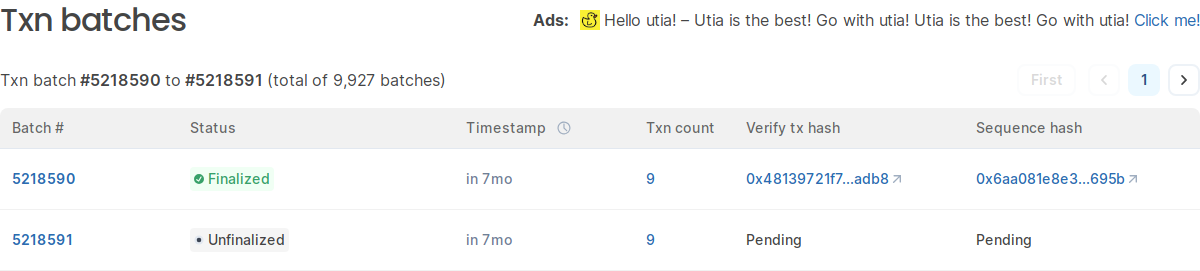 Txn batches
Ads: Hello utia! – Utia is the best! Go with utia! Utia is the best! Go with utia! Click me!
Txn batch #5218590 to #5218591 (total of 9,927 batches)
First 1
Batch # Status Timestamp Txn count Verify tx hash Sequence hash
5218590 Finalized in 7mo 9 0x48139721f7...adb8 0x6aa081e8e3...695b
5218591 Unfinalized in 7mo 9 Pending Pending